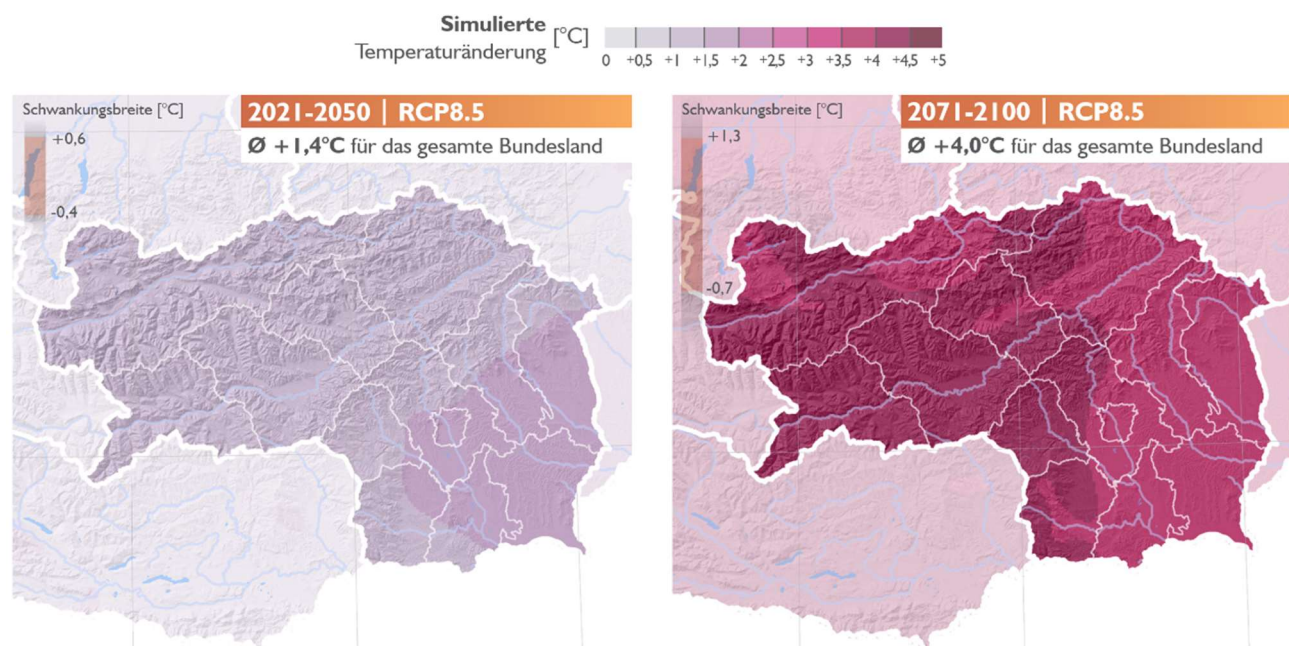 Simulierte
Temperaturänderung
[°C]
0 +0,5 +1 +1,5 +2 +2,5 +3 +3,5 +4 +4,5 +5
Schwankungsbreite [°C]
+0,6
-0,4
2021-2050 | RCP8.5
Ø +1,4°C für das gesamte Bundesland
Schwankungsbreite [°C]
+1,3
-0,7
2071-2100 | RCP8.5
Ø +4,0°C für das gesamte Bundesland